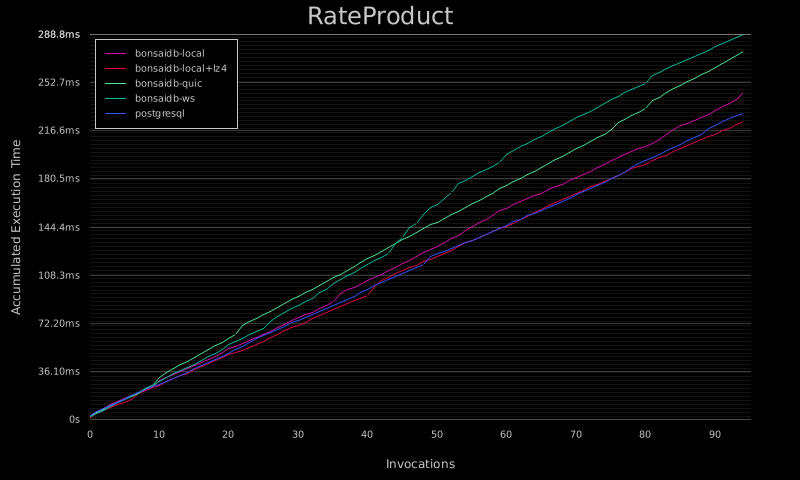 RateProduct
288.8ms
252.7ms
216.6ms
180.5ms
144.4ms
108.3ms
72.20ms
36.10ms
0s
Accumulated Execution Time
bonsaidb-local
bonsaidb-local+lz4
bonsaidb-quic
bonsaidb-ws
postgresql
0 10 20 30 40 50 60 70 80 90
Invocations